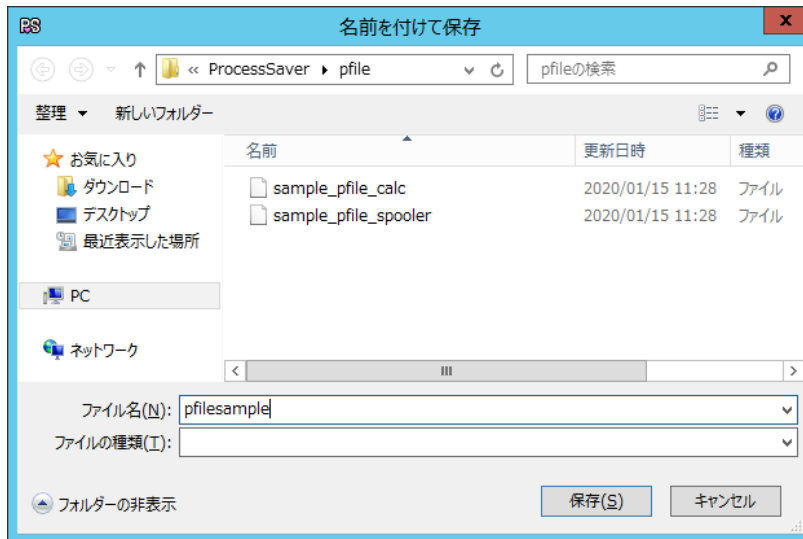 PS 名前を付けて保存 x
« ProcessSaver ▸ pfile pfileの検索
整理 ▼ 新しいフォルダー
名前 更新日時 種類
お気に入り
ダウンロード
デスクトップ
最近表示した場所
PC
ネットワーク
sample_pfile_calc 2020/01/15 11:28 ファイル
sample_pfile_spooler 2020/01/15 11:28 ファイル
ファイル名(N): pfilesample
ファイルの種類(T):
フォルダーの非表示 保存(S) キャンセル